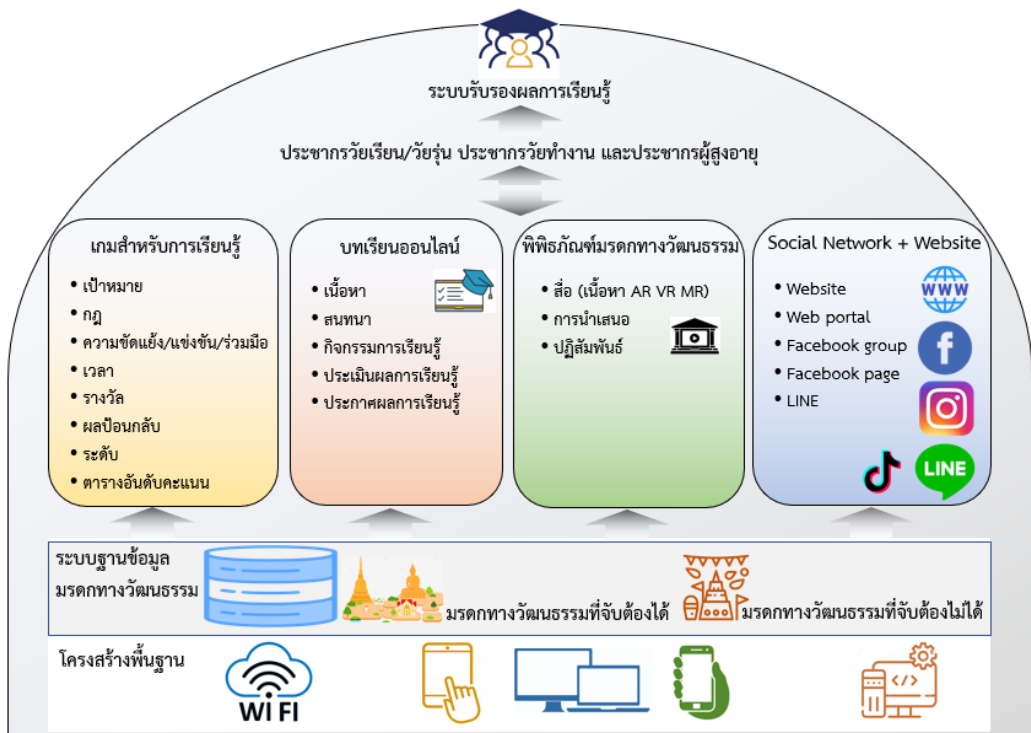 ระบบรับรองผลการเรียนรู้
ประชากรวัยเรียน/วัยรุ่น ประชากรวัยทำงาน และประชากรผู้สูงอายุ
เกมสำหรับการเรียนรู้
• เป้าหมาย
• กฎ
• ความขัดแย้ง/แข่งขัน/ร่วมมือ
• เวลา
• รางวัล
• ผลป้อนกลับ
• ระดับ
• ตารางอันดับคะแนน
บทเรียนออนไลน์
• เนื้อหา
• สนทนา
• กิจกรรมการเรียนรู้
• ประเมินผลการเรียนรู้
• ประกาศผลการเรียนรู้
พิพิธภัณฑ์มรดกทางวัฒนธรรม
• สื่อ (เนื้อหา AR VR MR)
• การนำเสนอ
• ปฏิสัมพันธ์
Social Network + Website
• Website
• Web portal
• Facebook group
• Facebook page
• LINE
WWW
f
LINE
ระบบฐานข้อมูล
มรดกทางวัฒนธรรม
มรดกทางวัฒนธรรมที่จับต้องได้
มรดกทางวัฒนธรรมที่จับต้องไม่ได้
โครงสร้างพื้นฐาน
WI FI
</>